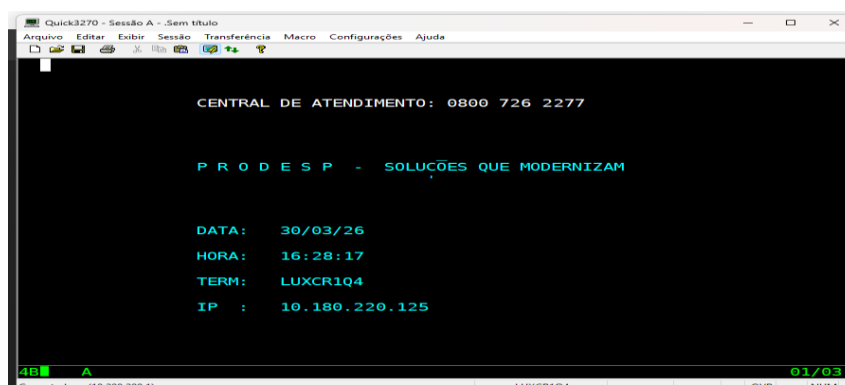 Quick3270 - Sessão A - .Sem título
Arquivo Editar Exibir Sessão Transferência Macro Configurações Ajuda
CENTRAL DE ATENDIMENTO: 0800 726 2277
P R O D E S P - SOLUÇÕES QUE MODERNIZAM
DATA: 30/03/26
HORA: 16:28:17
TERM: LUXCR1Q4
IP : 10.180.220.125
4B A 01/03